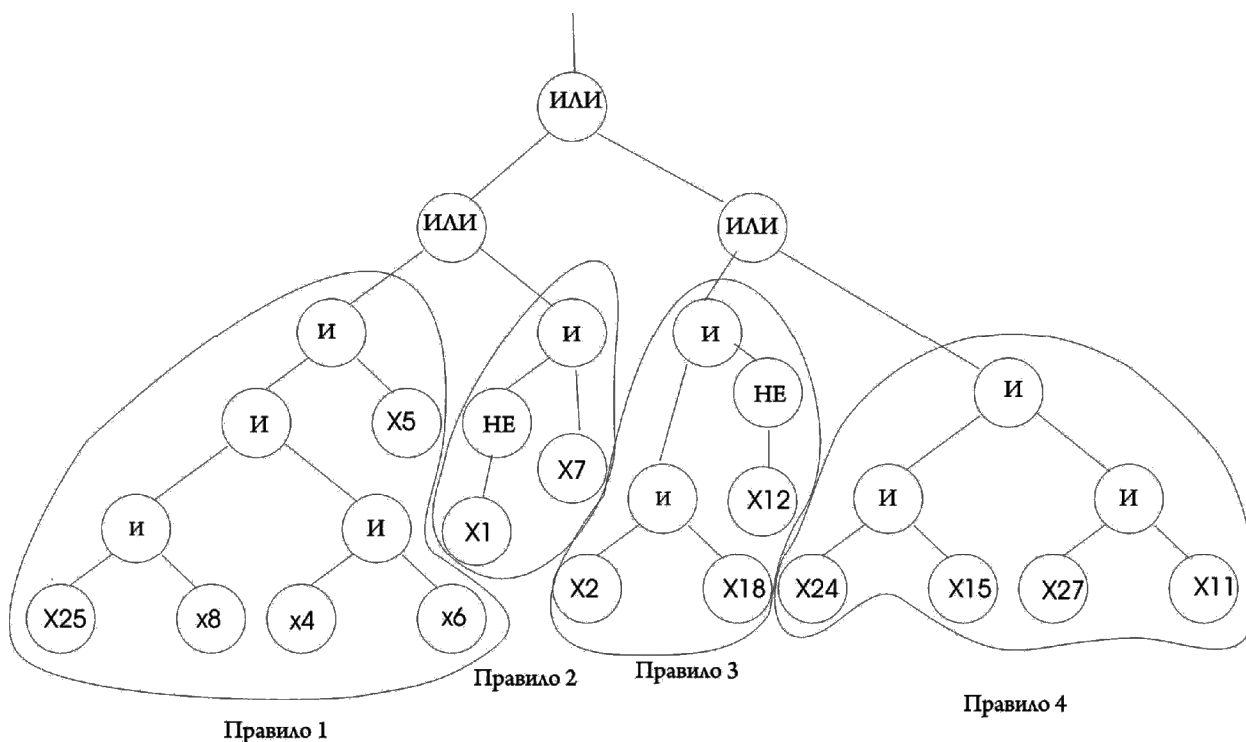 ИЛИ
ИЛИ
ИЛИ
И
И
И
И
НЕ
И
X5
НЕ
X7
X1
И
И
И
X12
И
И
X25
x8
x4
x6
X2
X18
X24
X15
X27
X11
Правило 1
Правило 2
Правило 3
Правило 4